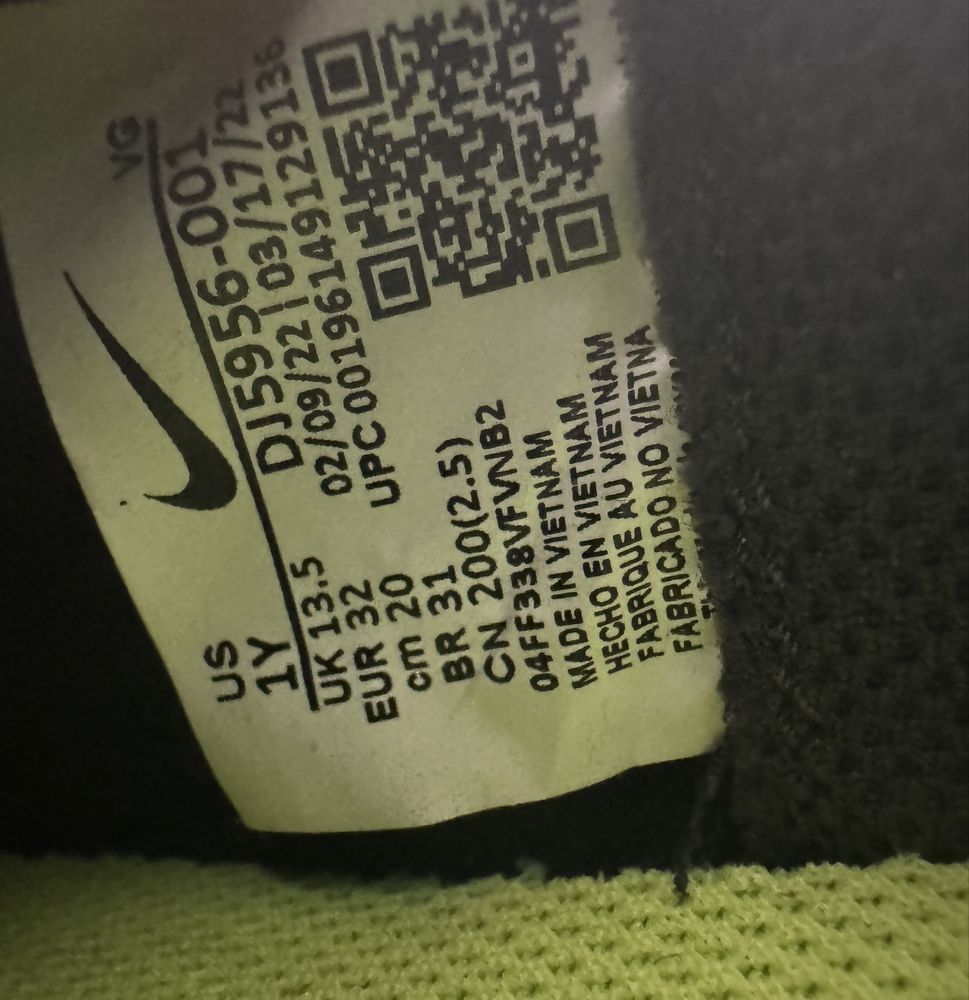 VG
US
1Y
DJ5956-001
UK 13.5
02/09/22 | 03/17/22
EUR 32
UPC 00196149129136
cm 20
BR 31
CN 200(2.5)
04FF338VFVNB2
MADE IN VIETNAM
HECHO EN VIETNAM
FABRIQUE AU VIETNAM
FABRICADO NO VIETNA